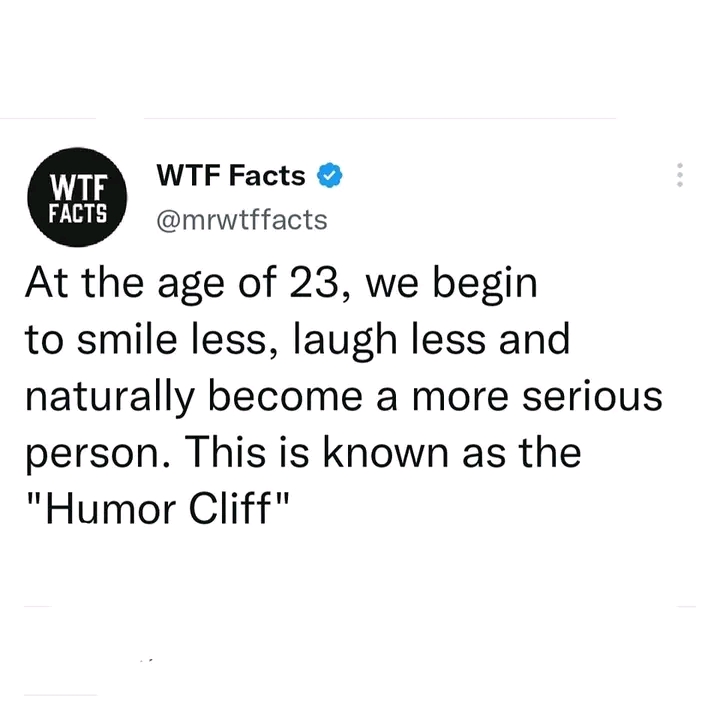 WTF
FACTS
WTF Facts
@mrwtffacts
At the age of 23, we begin
to smile less, laugh less and
naturally become a more serious
person. This is known as the
"Humor Cliff"